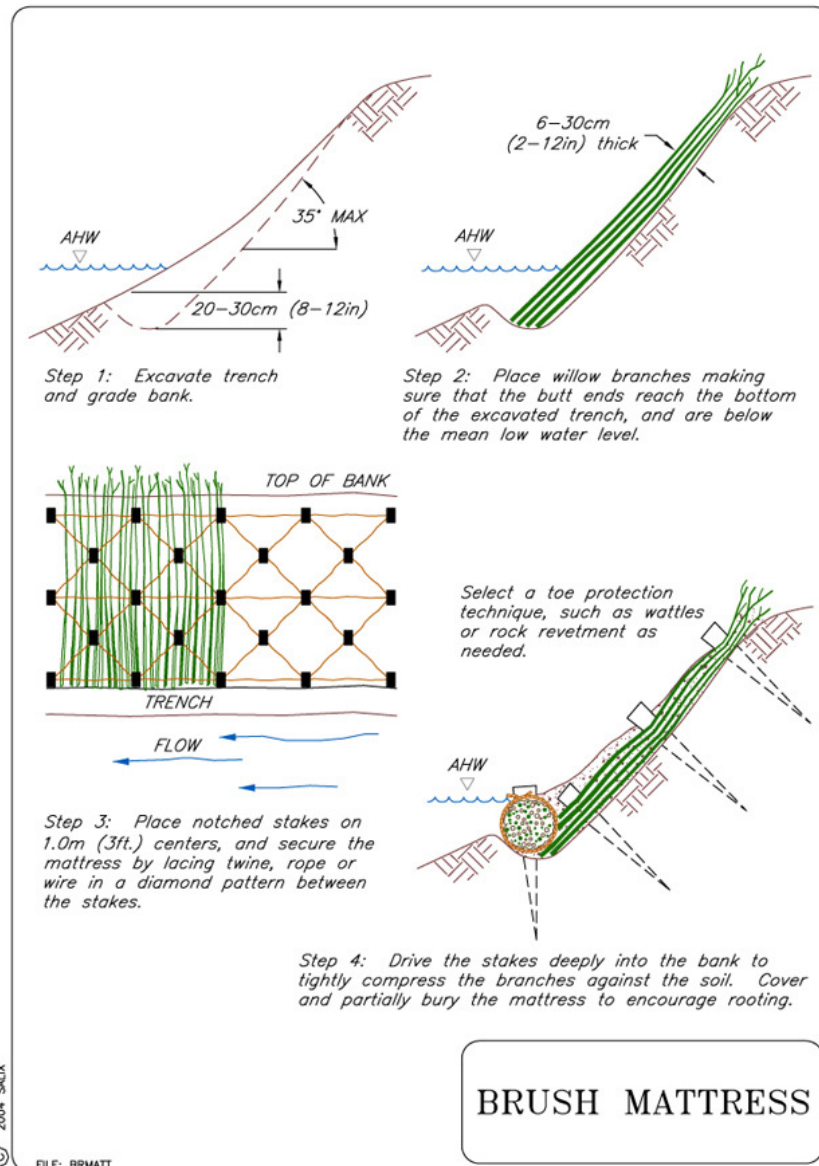 AHW
35° MAX
20-30cm (8-12in)
Step 1: Excavate trench
and grade bank.
6-30cm
(2-12in) thick
AHW
Step 2: Place willow branches making
sure that the butt ends reach the bottom
of the excavated trench, and are below
the mean low water level.
TOP OF BANK
TRENCH
FLOW
Step 3: Place notched stakes on
1.0m (3ft.) centers, and secure the
mattress by lacing twine, rope or
wire in a diamond pattern between
the stakes.
Select a toe protection
technique, such as wattles
or rock revetment as
needed.
AHW
Step 4: Drive the stakes deeply into the bank to
tightly compress the branches against the soil. Cover
and partially bury the mattress to encourage rooting.
BRUSH MATTRESS
© 2004 SALIX
FILE: BRMATT